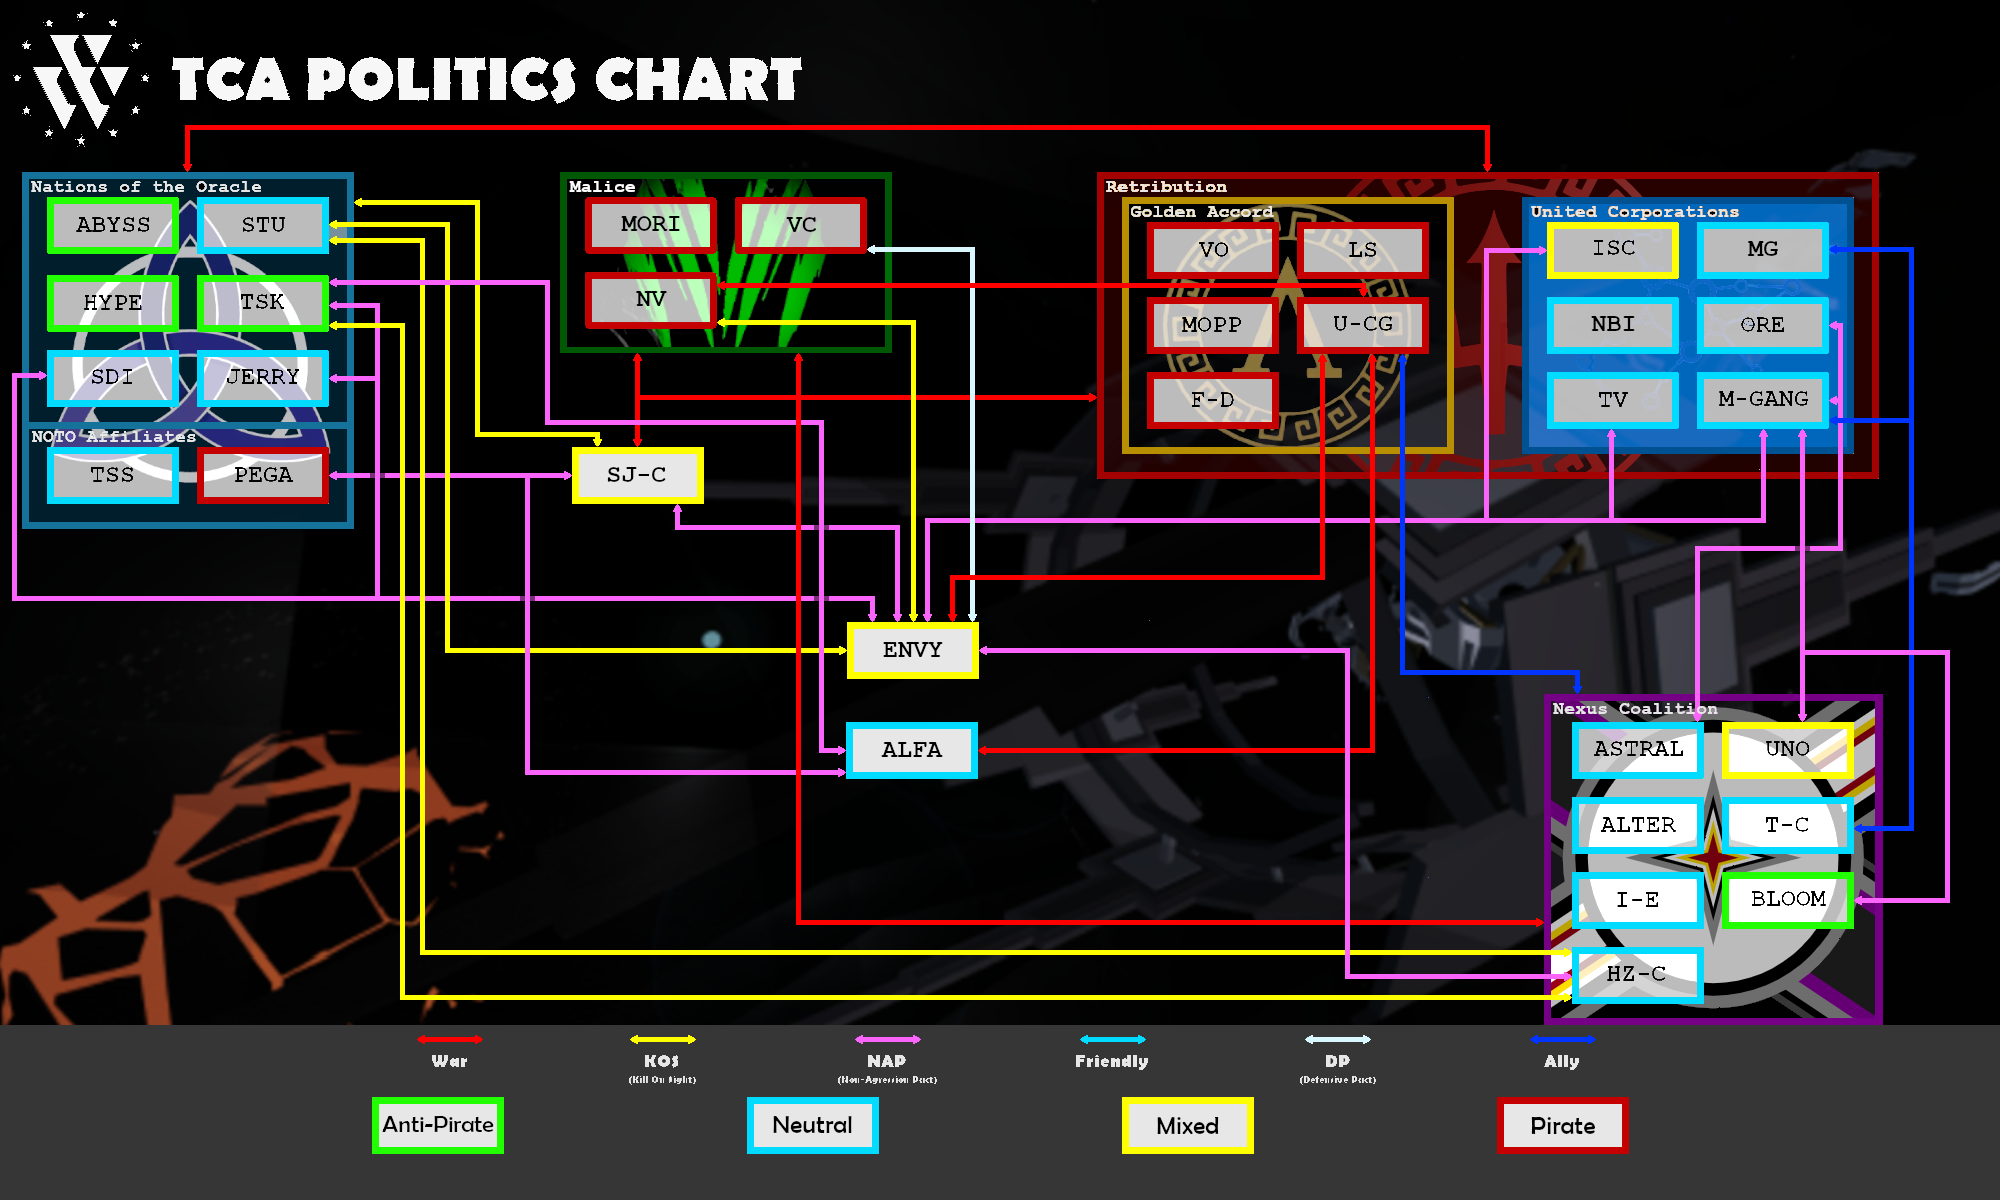 TCA POLITICS CHART
Nations of the Oracle
ABYSS STU
HYPE TSK
SDI JERRY
NOTO Affiliates
TSS PEGA
Malice
MORI VC
NV
SJ-C
ENVY
ALFA
Retribution
Golden Accord
VO LS
MOPP U-CG
F-D
United Corporations
ISC MG
NBI ORE
TV M-GANG
Nexus Coalition
ASTRAL UNO
ALTER T-C
I-E BLOOM
HZ-C
War KOS NAP Friendly DP Ally
(Kill On Sight) (Non-Agression Pact) (Defensive Pact)
Anti-Pirate Neutral Mixed Pirate